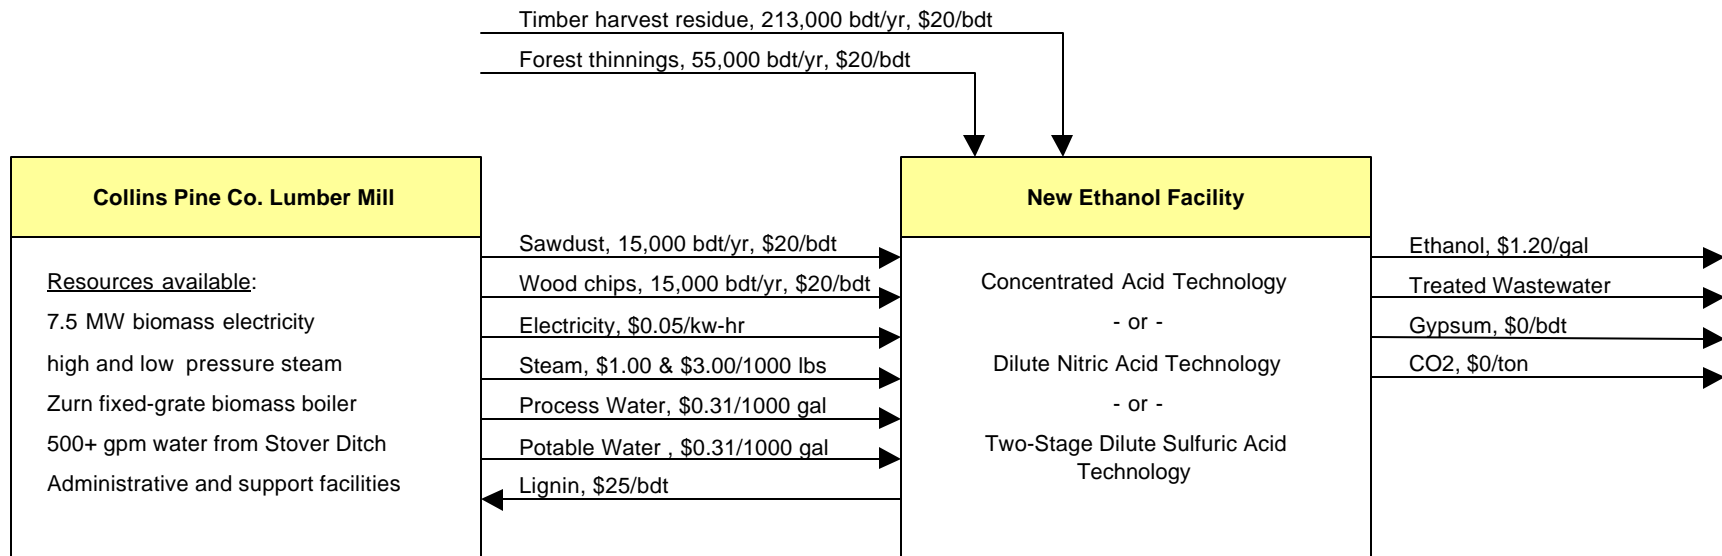 Timber harvest residue, 213,000 bdt/yr, $20/bdt
Forest thinnings, 55,000 bdt/yr, $20/bdt
Collins Pine Co. Lumber Mill
Resources available:
7.5 MW biomass electricity
high and low pressure steam
Zurn fixed-grate biomass boiler
500+ gpm water from Stover Ditch
Administrative and support facilities
Sawdust, 15,000 bdt/yr, $20/bdt
Wood chips, 15,000 bdt/yr, $20/bdt
Electricity, $0.05/kw-hr
Steam, $1.00 & $3.00/1000 lbs
Process Water, $0.31/1000 gal
Potable Water , $0.31/1000 gal
Lignin, $25/bdt
New Ethanol Facility
Concentrated Acid Technology
- or -
Dilute Nitric Acid Technology
- or -
Two-Stage Dilute Sulfuric Acid
Technology
Ethanol, $1.20/gal
Treated Wastewater
Gypsum, $0/bdt
CO2, $0/ton